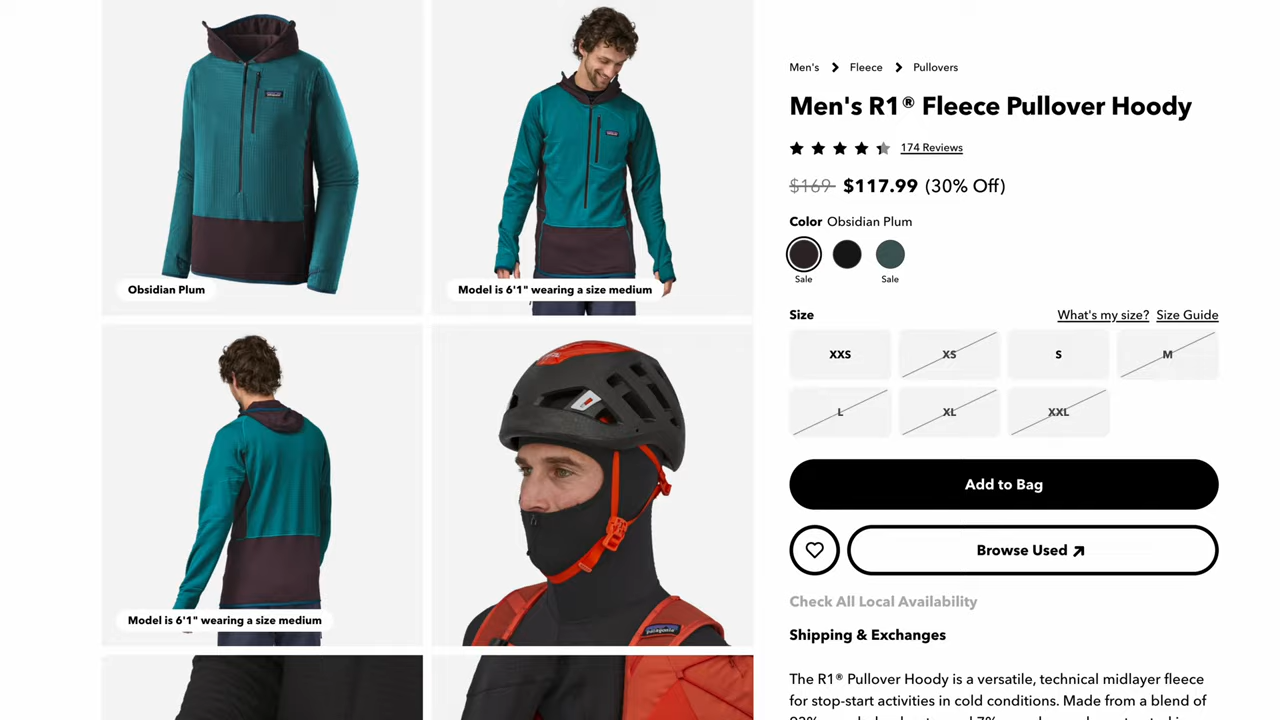 Men's > Fleece > Pullovers
Men's R1® Fleece Pullover Hoody
174 Reviews
$169 $117.99 (30% Off)
Color Obsidian Plum
Sale
Sale
Size
What's my size? Size Guide
XXS XS S M
L XL XXL
Add to Bag
Browse Used
Check All Local Availability
Shipping & Exchanges
The R1® Pullover Hoody is a versatile, technical midlayer fleece
for stop-start activities in cold conditions. Made from a blend of
Obsidian Plum
Model is 6'1" wearing a size medium
Model is 6'1" wearing a size medium
patagonia